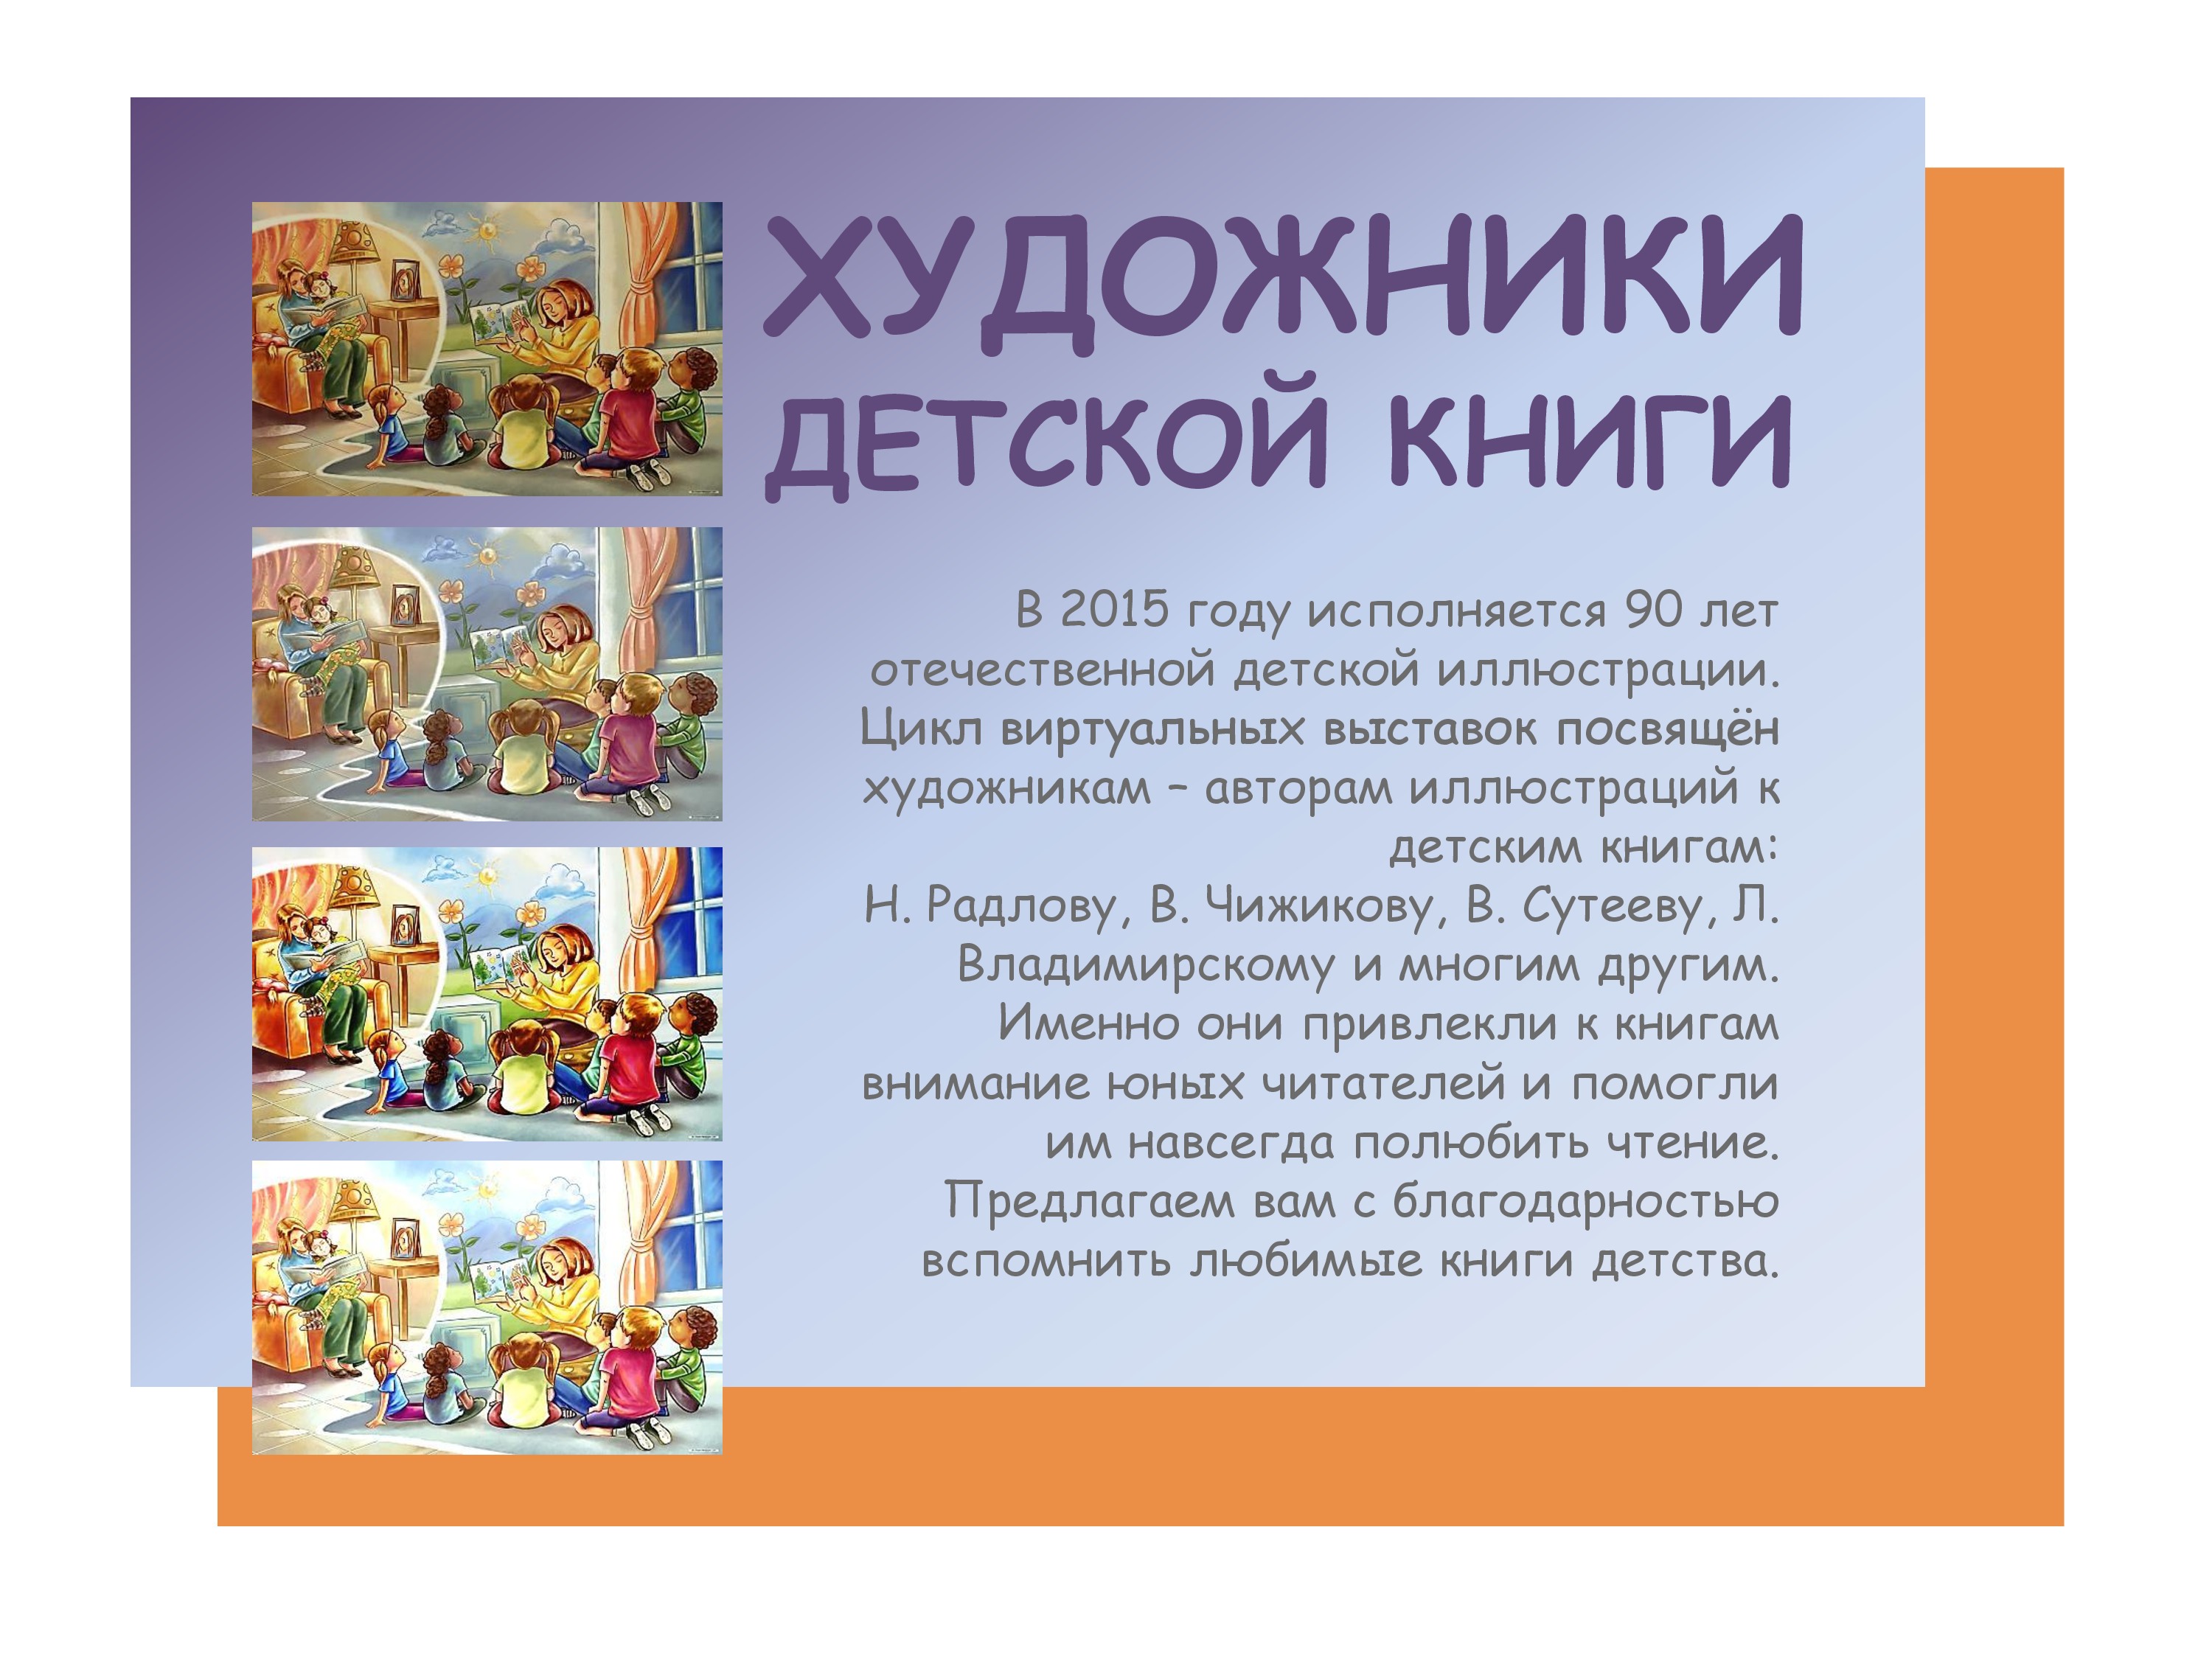 ХУДОЖНИКИ
ДЕТСКОЙ КНИГИ
В 2015 году исполняется 90 лет
отечественной детской иллюстрации.
Цикл виртуальных выставок посвящён
художникам – авторам иллюстраций к
детским книгам:
Н. Радлову, В. Чижикову, В. Сутееву, Л.
Владимирскому и многим другим.
Именно они привлекли к книгам
внимание юных читателей и помогли
им навсегда полюбить чтение.
Предлагаем вам с благодарностью
вспомнить любимые книги детства.